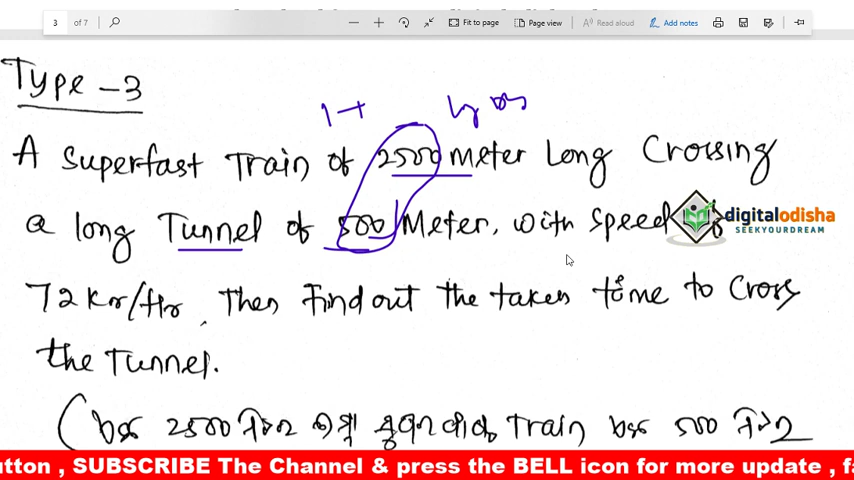 3 of 7 Fit to page Page view Read aloud Add notes
Type -3
A Superfast Train of 2500 Meter Long Crossing
a long Tunnel of 500 Meter, with Speed
digitalodisha
SEEKYOURDREAM
72 Km/Hr, Then Find out the taken time to Cross
the Tunnel.
2500 Train 500
utton , SUBSCRIBE The Channel & press the BELL icon for more update , fa